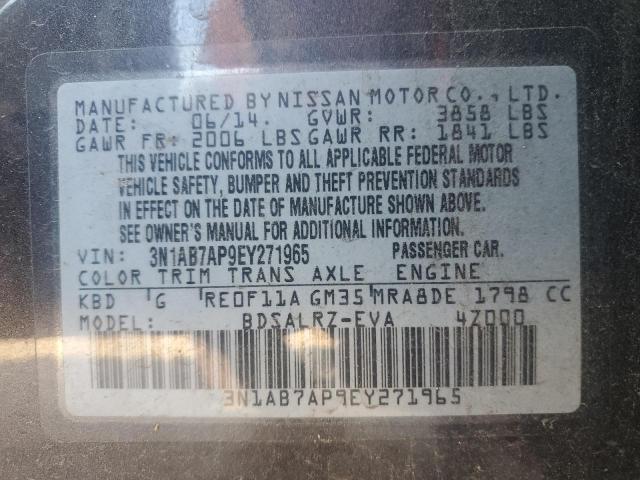 MANUFACTURED BY NISSAN MOTOR CO., LTD.
DATE: 06/14. GVWR: 3858 LBS
GAWR FR: 2006 LBS GAWR RR: 1841 LBS
THIS VEHICLE CONFORMS TO ALL APPLICABLE FEDERAL MOTOR
VEHICLE SAFETY, BUMPER AND THEFT PREVENTION STANDARDS
IN EFFECT ON THE DATE OF MANUFACTURE SHOWN ABOVE.
SEE OWNER'S MANUAL FOR ADDITIONAL INFORMATION.
VIN: 3N1AB7AP9EY271965 PASSENGER CAR.
COLOR TRIM TRANS AXLE ENGINE
KBD G RE0F11A GM35 MRA8DE 1798 CC
MODEL: BDSALRZ-EVA 4Z000
3N1AB7AP9EY271965